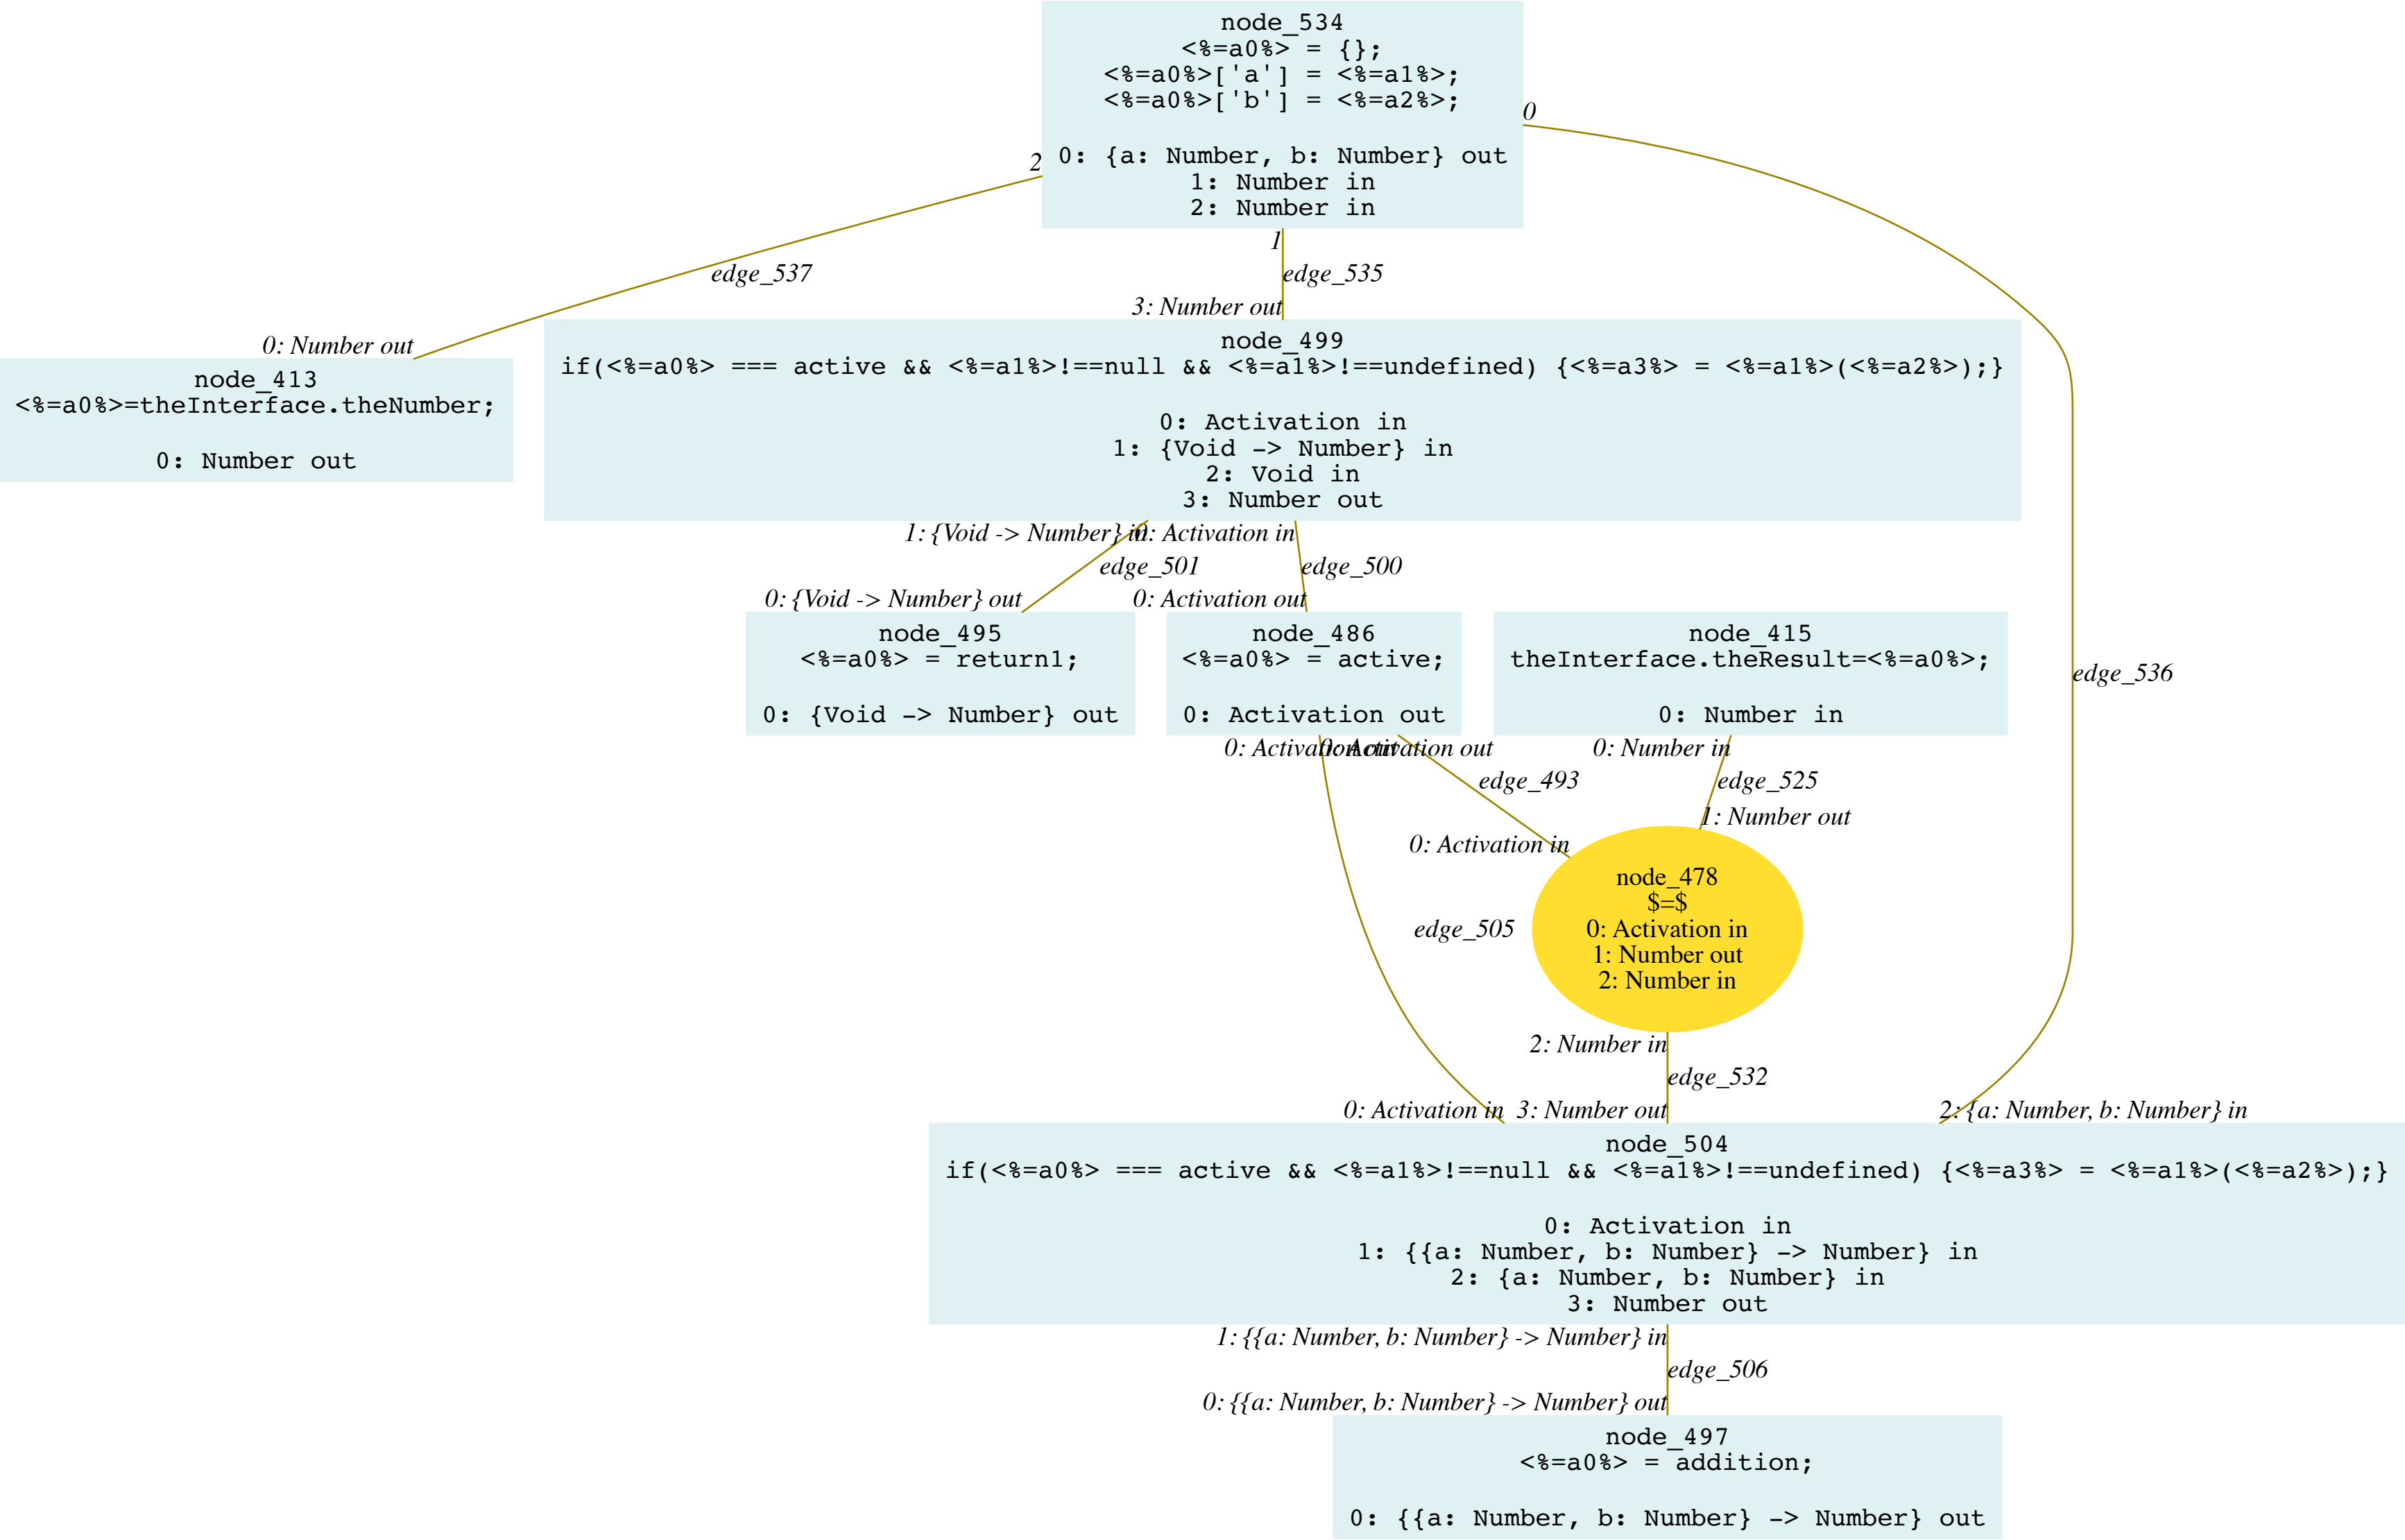 node_534
<%=a0%> = {};
<%=a0%>['a'] = <%=a1%>;
<%=a0%>['b'] = <%=a2%>;
0: {a: Number, b: Number} out
1: Number in
2: Number in
0
2
1
edge_537
edge_535
3: Number out
0: Number out
node_413
<%=a0%>=theInterface.theNumber;
0: Number out
node_499
if(<%=a0%> === active && <%=a1%>!==null && <%=a1%>!==undefined) {<%=a3%> = <%=a1%>(<%=a2%>);}
0: Activation in
1: {Void -> Number} in
2: Void in
3: Number out
1: {Void -> Number} in
0: Activation in
edge_501
edge_500
0: {Void -> Number} out
0: Activation out
node_495
<%=a0%> = return1;
0: {Void -> Number} out
node_486
<%=a0%> = active;
0: Activation out
node_415
theInterface.theResult=<%=a0%>;
0: Number in
edge_536
0: Activation out
0: Activation out
0: Number in
edge_493
edge_525
1: Number out
0: Activation in
node_478
$=$
0: Activation in
1: Number out
2: Number in
edge_505
2: Number in
edge_532
0: Activation in
3: Number out
2: {a: Number, b: Number} in
node_504
if(<%=a0%> === active && <%=a1%>!==null && <%=a1%>!==undefined) {<%=a3%> = <%=a1%>(<%=a2%>);}
0: Activation in
1: {{a: Number, b: Number} -> Number} in
2: {a: Number, b: Number} in
3: Number out
1: {{a: Number, b: Number} -> Number} in
edge_506
0: {{a: Number, b: Number} -> Number} out
node_497
<%=a0%> = addition;
0: {{a: Number, b: Number} -> Number} out